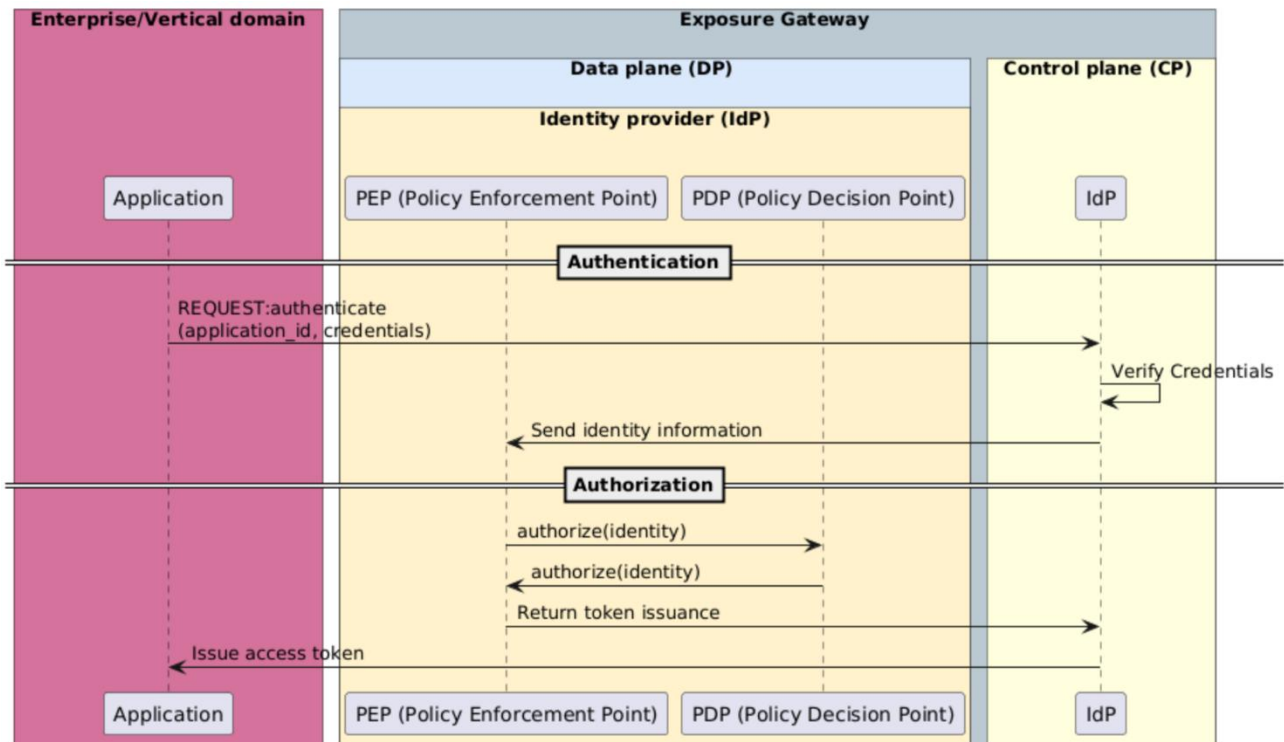 Enterprise/Vertical domain
Exposure Gateway
Data plane (DP)
Control plane (CP)
Identity provider (IdP)
Application
PEP (Policy Enforcement Point)
PDP (Policy Decision Point)
IdP
Authentication
REQUEST:authenticate
(application_id, credentials)
Verify Credentials
Send identity information
Authorization
authorize(identity)
authorize(identity)
Return token issuance
Issue access token
Application
PEP (Policy Enforcement Point)
PDP (Policy Decision Point)
IdP